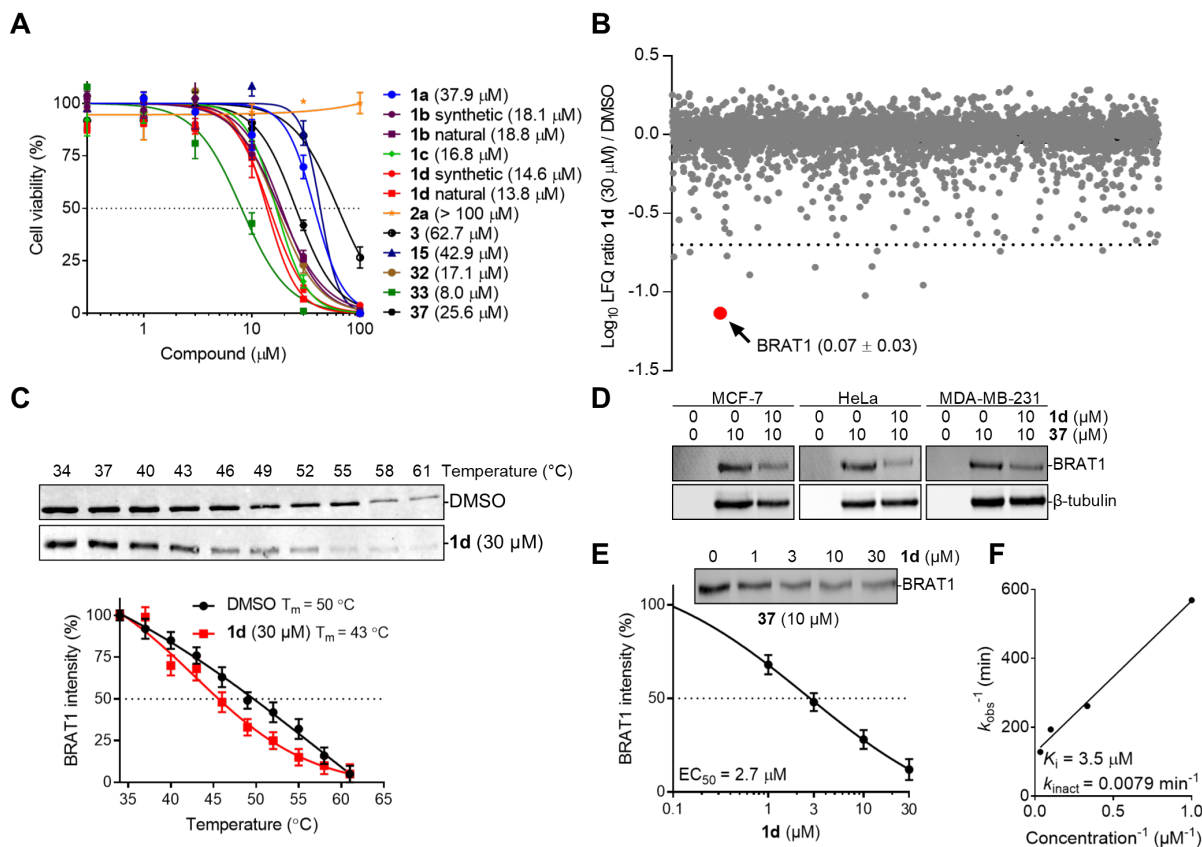 A
Cell viability (%)
100
75
50
25
0
1
10
100
Compound (μM)
1a (37.9 μM)
1b synthetic (18.1 μM)
1b natural (18.8 μM)
1c (16.8 μM)
1d synthetic (14.6 μM)
1d natural (13.8 μM)
2a (> 100 μM)
3 (62.7 μM)
15 (42.9 μM)
32 (17.1 μM)
33 (8.0 μM)
37 (25.6 μM)
B
Log10 LFQ ratio 1d (30 μM) / DMSO
0.5
0.0
-0.5
-1.0
-1.5
BRAT1 (0.07 ± 0.03)
C
34 37 40 43 46 49 52 55 58 61 Temperature (°C)
-DMSO
-1d (30 μM)
BRAT1 intensity (%)
100
75
50
25
0
DMSO Tm = 50 °C
1d (30 μM) Tm = 43 °C
35 40 45 50 55 60 65
Temperature (°C)
D
MCF-7 HeLa MDA-MB-231
0 0 10 0 0 10 0 0 10 1d (μM)
0 10 10 0 10 10 0 10 10 37 (μM)
-BRAT1
-β-tubulin
E
0 1 3 10 30 1d (μM)
-BRAT1
37 (10 μM)
BRAT1 intensity (%)
100
50
0
EC50 = 2.7 μM
0.1 1 3 10 30
1d (μM)
F
kobs-1 (min)
600
400
200
0
Ki = 3.5 μM
kinact = 0.0079 min-1
0.0 0.5 1.0
Concentration-1 (μM-1)